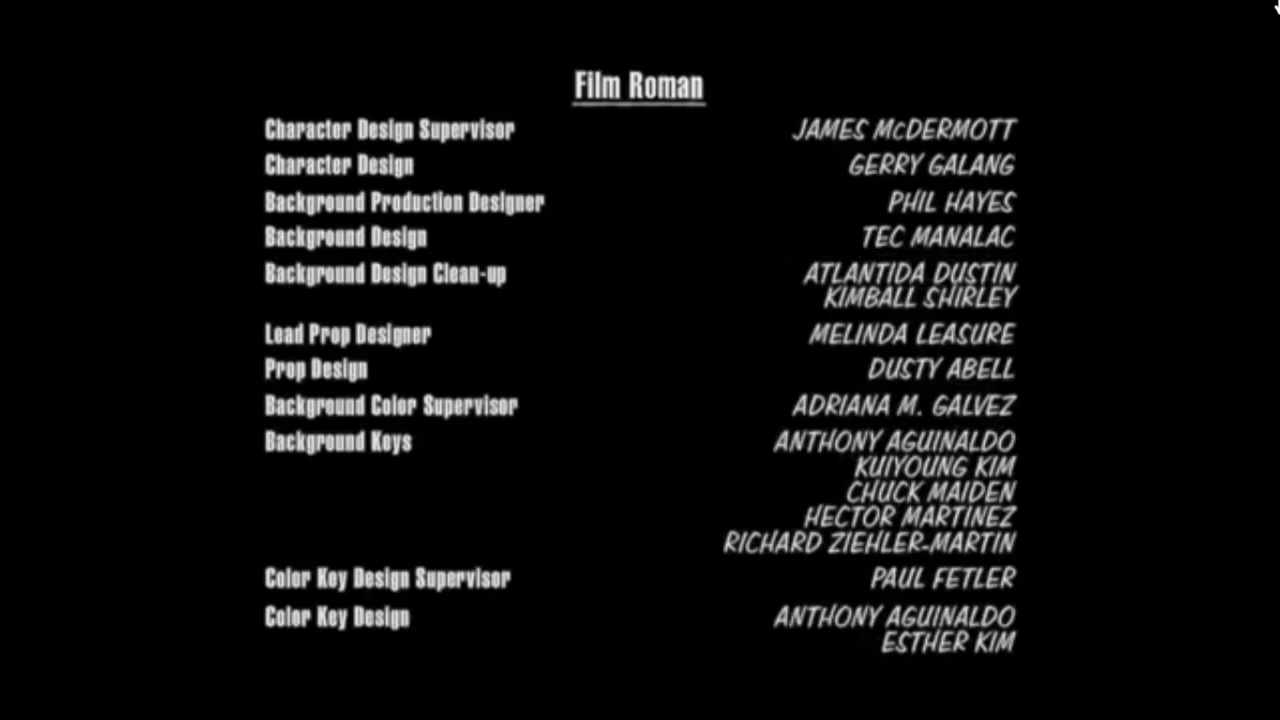 Film Roman
Character Design Supervisor JAMES McDERMOTT
Character Design GERRY GALANG
Background Production Designer PHIL HAYES
Background Design TEC MANALAC
Background Design Clean-up ATLANTIDA DUSTIN
KIMBALL SHIRLEY
Lead Prop Designer MELINDA LEASURE
Prop Design DUSTY ABELL
Background Color Supervisor ADRIANA M. GALVEZ
Background Keys ANTHONY AGUINALDO
KUIYOUNG KIM
CHUCK MAIDEN
HECTOR MARTINEZ
RICHARD ZIEHLER-MARTIN
Color Key Design Supervisor PAUL FETLER
Color Key Design ANTHONY AGUINALDO
ESTHER KIM